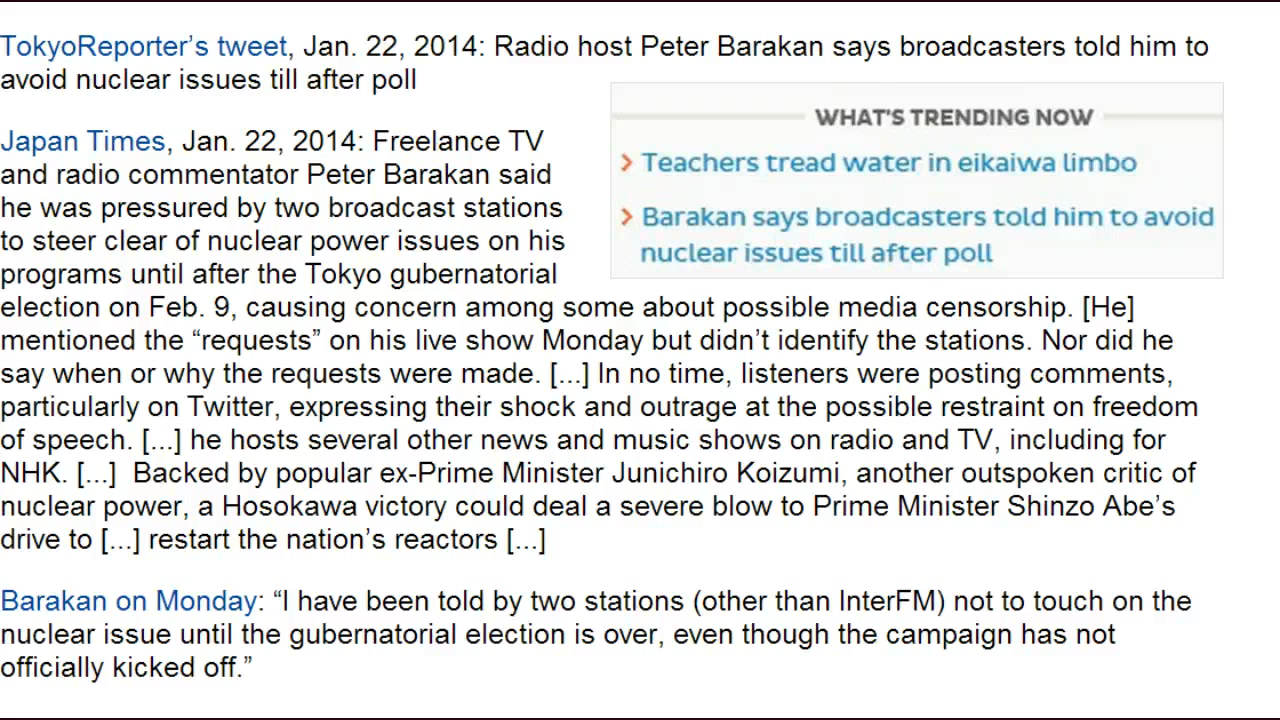 TokyoReporter’s tweet, Jan. 22, 2014: Radio host Peter Barakan says broadcasters told him to
avoid nuclear issues till after poll
WHAT'S TRENDING NOW
Teachers tread water in eikaiwa limbo
Barakan says broadcasters told him to avoid
nuclear issues till after poll
Japan Times, Jan. 22, 2014: Freelance TV
and radio commentator Peter Barakan said
he was pressured by two broadcast stations
to steer clear of nuclear power issues on his
programs until after the Tokyo gubernatorial
election on Feb. 9, causing concern among some about possible media censorship. [He]
mentioned the “requests” on his live show Monday but didn’t identify the stations. Nor did he
say when or why the requests were made. [...] In no time, listeners were posting comments,
particularly on Twitter, expressing their shock and outrage at the possible restraint on freedom
of speech. [...] he hosts several other news and music shows on radio and TV, including for
NHK. [...] Backed by popular ex-Prime Minister Junichiro Koizumi, another outspoken critic of
nuclear power, a Hosokawa victory could deal a severe blow to Prime Minister Shinzo Abe’s
drive to [...] restart the nation’s reactors [...]
Barakan on Monday: “I have been told by two stations (other than InterFM) not to touch on the
nuclear issue until the gubernatorial election is over, even though the campaign has not
officially kicked off.”